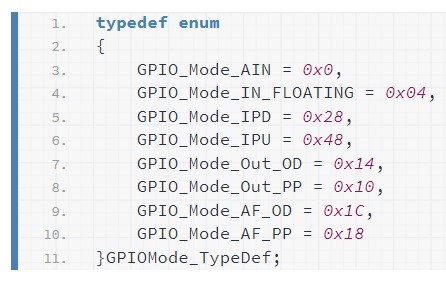 1. typedef enum
2. {
3. GPIO_Mode_AIN = 0x0,
4. GPIO_Mode_IN_FLOATING = 0x04,
5. GPIO_Mode_IPD = 0x28,
6. GPIO_Mode_IPU = 0x48,
7. GPIO_Mode_Out_OD = 0x14,
8. GPIO_Mode_Out_PP = 0x10,
9. GPIO_Mode_AF_OD = 0x1C,
10. GPIO_Mode_AF_PP = 0x18
11. }GPIOMode_TypeDef;